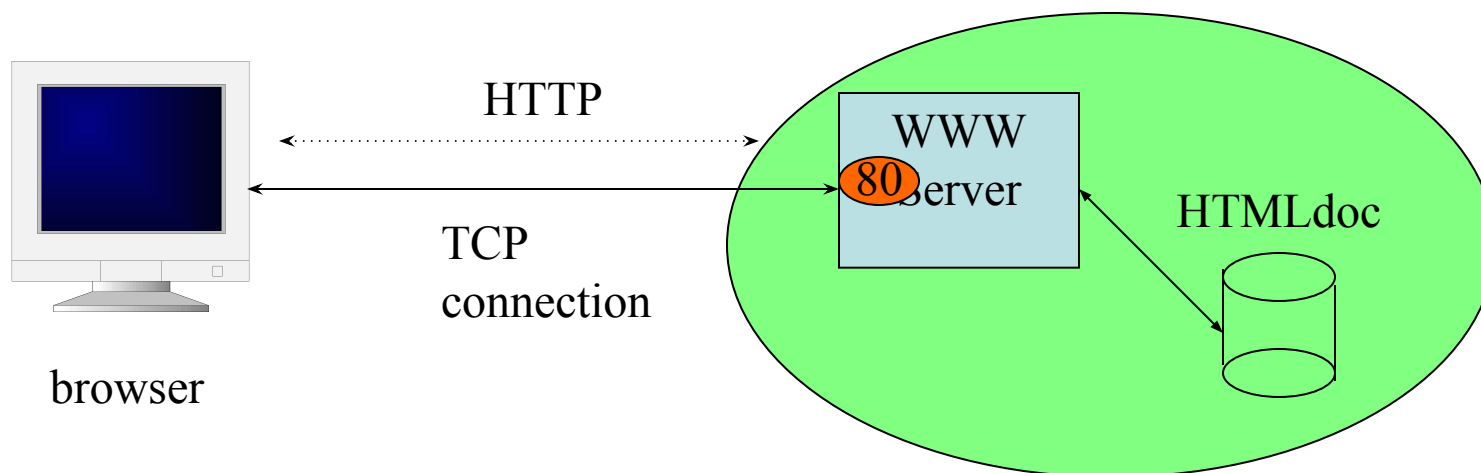 HTTP
TCP
connection
browser
WWW
80
Server
HTMLdoc